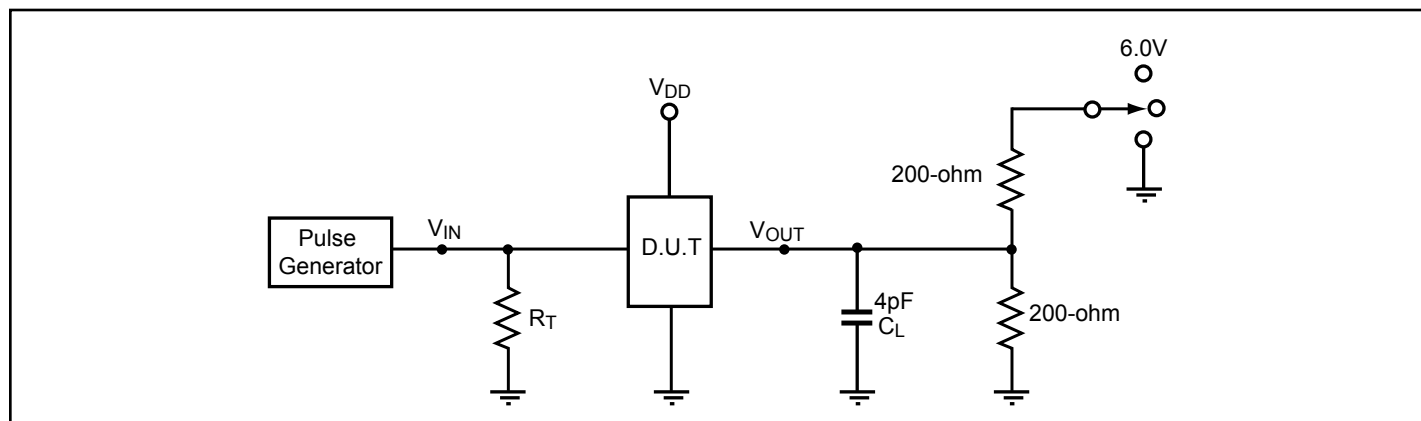 6.0V
VDD
200-ohm
Pulse
Generator
VIN
D.U.T
VOUT
RT
4pF
CL
200-ohm